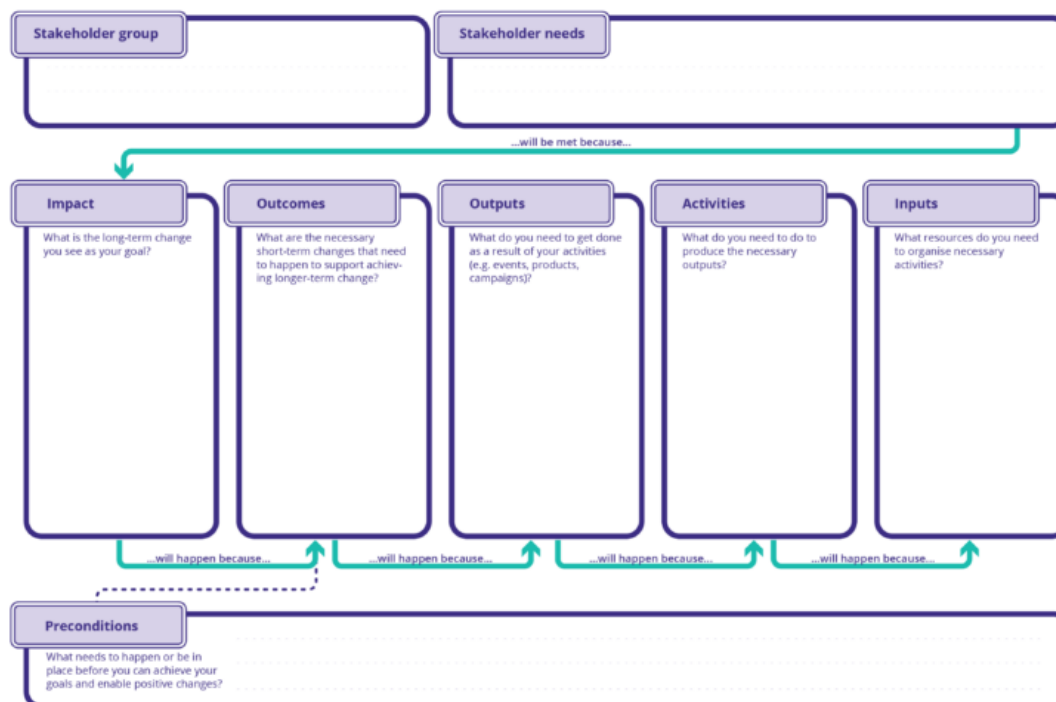 Stakeholder group
Stakeholder needs
...will be met because...
Impact
What is the long-term change
you see as your goal?
Outcomes
What are the necessary
short-term changes that need
to happen to support achiev-
ing longer-term change?
Outputs
What do you need to get done
as a result of your activities
(e.g. events, products,
campaigns)?
Activities
What do you need to do to
produce the necessary
outputs?
Inputs
What resources do you need
to organise necessary
activities?
...will happen because...
...will happen because...
...will happen because...
...will happen because...
Preconditions
What needs to happen or be in
place before you can achieve your
goals and enable positive changes?